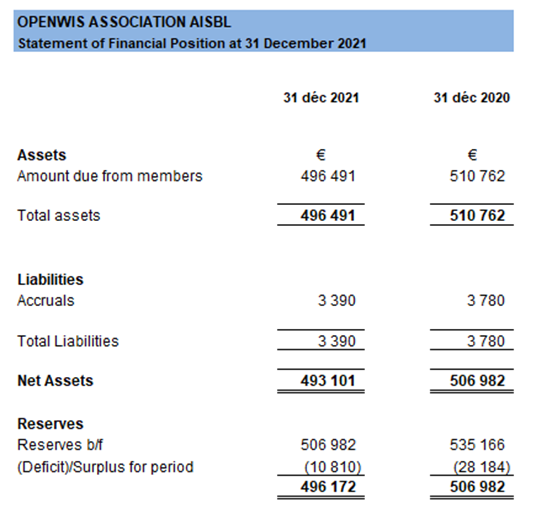 OPENWIS ASSOCIATION AISBL
Statement of Financial Position at 31 December 2021
31 déc 2021 31 déc 2020
Assets € €
Amount due from members 496 491 510 762
Total assets 496 491 510 762
Liabilities
Accruals 3 390 3 780
Total Liabilities 3 390 3 780
Net Assets 493 101 506 982
Reserves
Reserves b/f 506 982 535 166
(Deficit)/Surplus for period (10 810) (28 184)
496 172 506 982